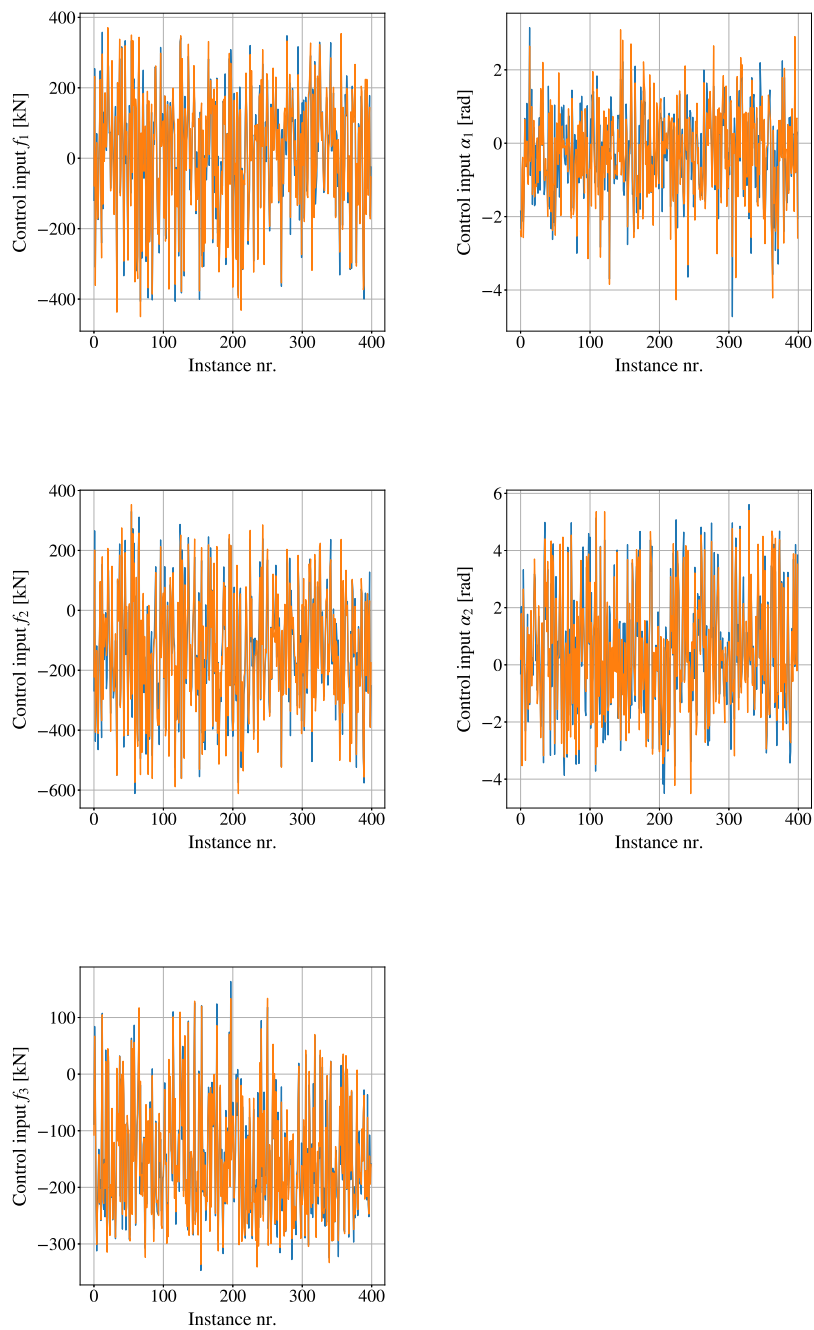 400
200
0
−200
−400
Control input f₁ [kN]
0 100 200 300 400
Instance nr.
2
0
−2
−4
Control input α₁ [rad]
0 100 200 300 400
Instance nr.
400
200
0
−200
−400
−600
Control input f₂ [kN]
0 100 200 300 400
Instance nr.
6
4
2
0
−2
−4
Control input α₂ [rad]
0 100 200 300 400
Instance nr.
100
0
−100
−200
−300
Control input f₃ [kN]
0 100 200 300 400
Instance nr.